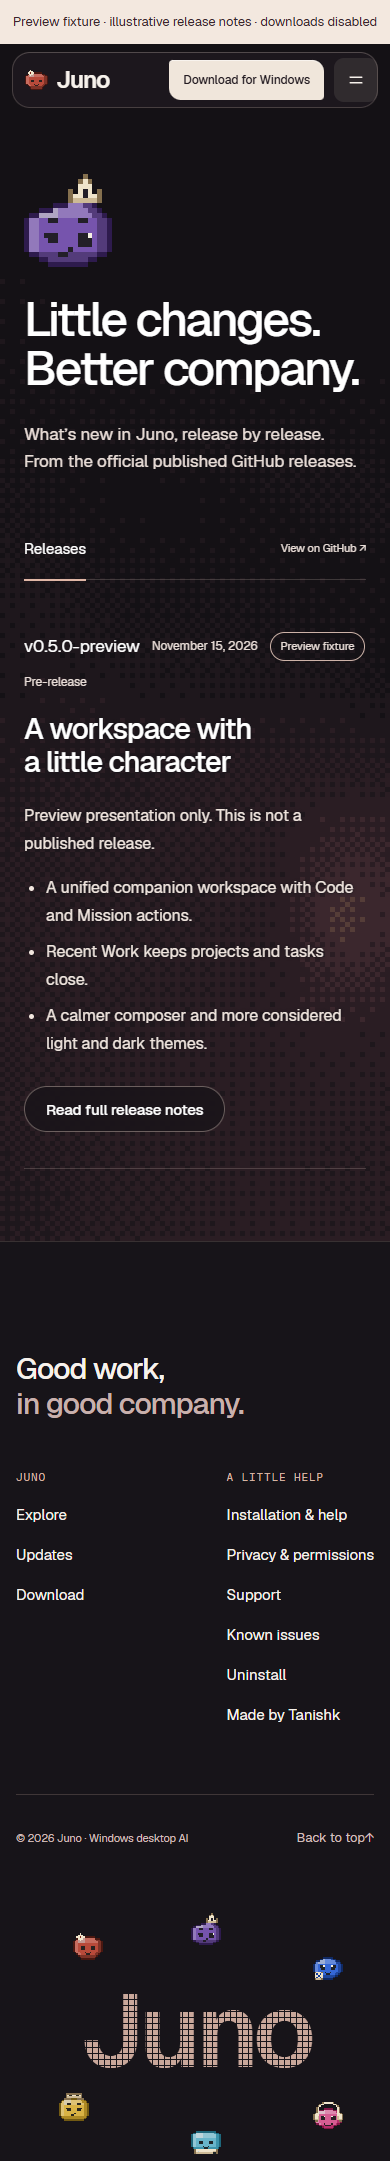 Preview fixture · illustrative release notes · downloads disabled
Juno
Download for Windows
Little changes.
Better company.
What's new in Juno, release by release.
From the official published GitHub releases.
Releases
View on GitHub ↗
v0.5.0-preview November 15, 2026 Preview fixture
Pre-release
A workspace with
a little character
Preview presentation only. This is not a
published release.
• A unified companion workspace with Code
and Mission actions.
• Recent Work keeps projects and tasks
close.
• A calmer composer and more considered
light and dark themes.
Read full release notes
Good work,
in good company.
JUNO
Explore
Updates
Download
A LITTLE HELP
Installation & help
Privacy & permissions
Support
Known issues
Uninstall
Made by Tanishk
© 2026 Juno · Windows desktop AI
Back to top↑
Juno